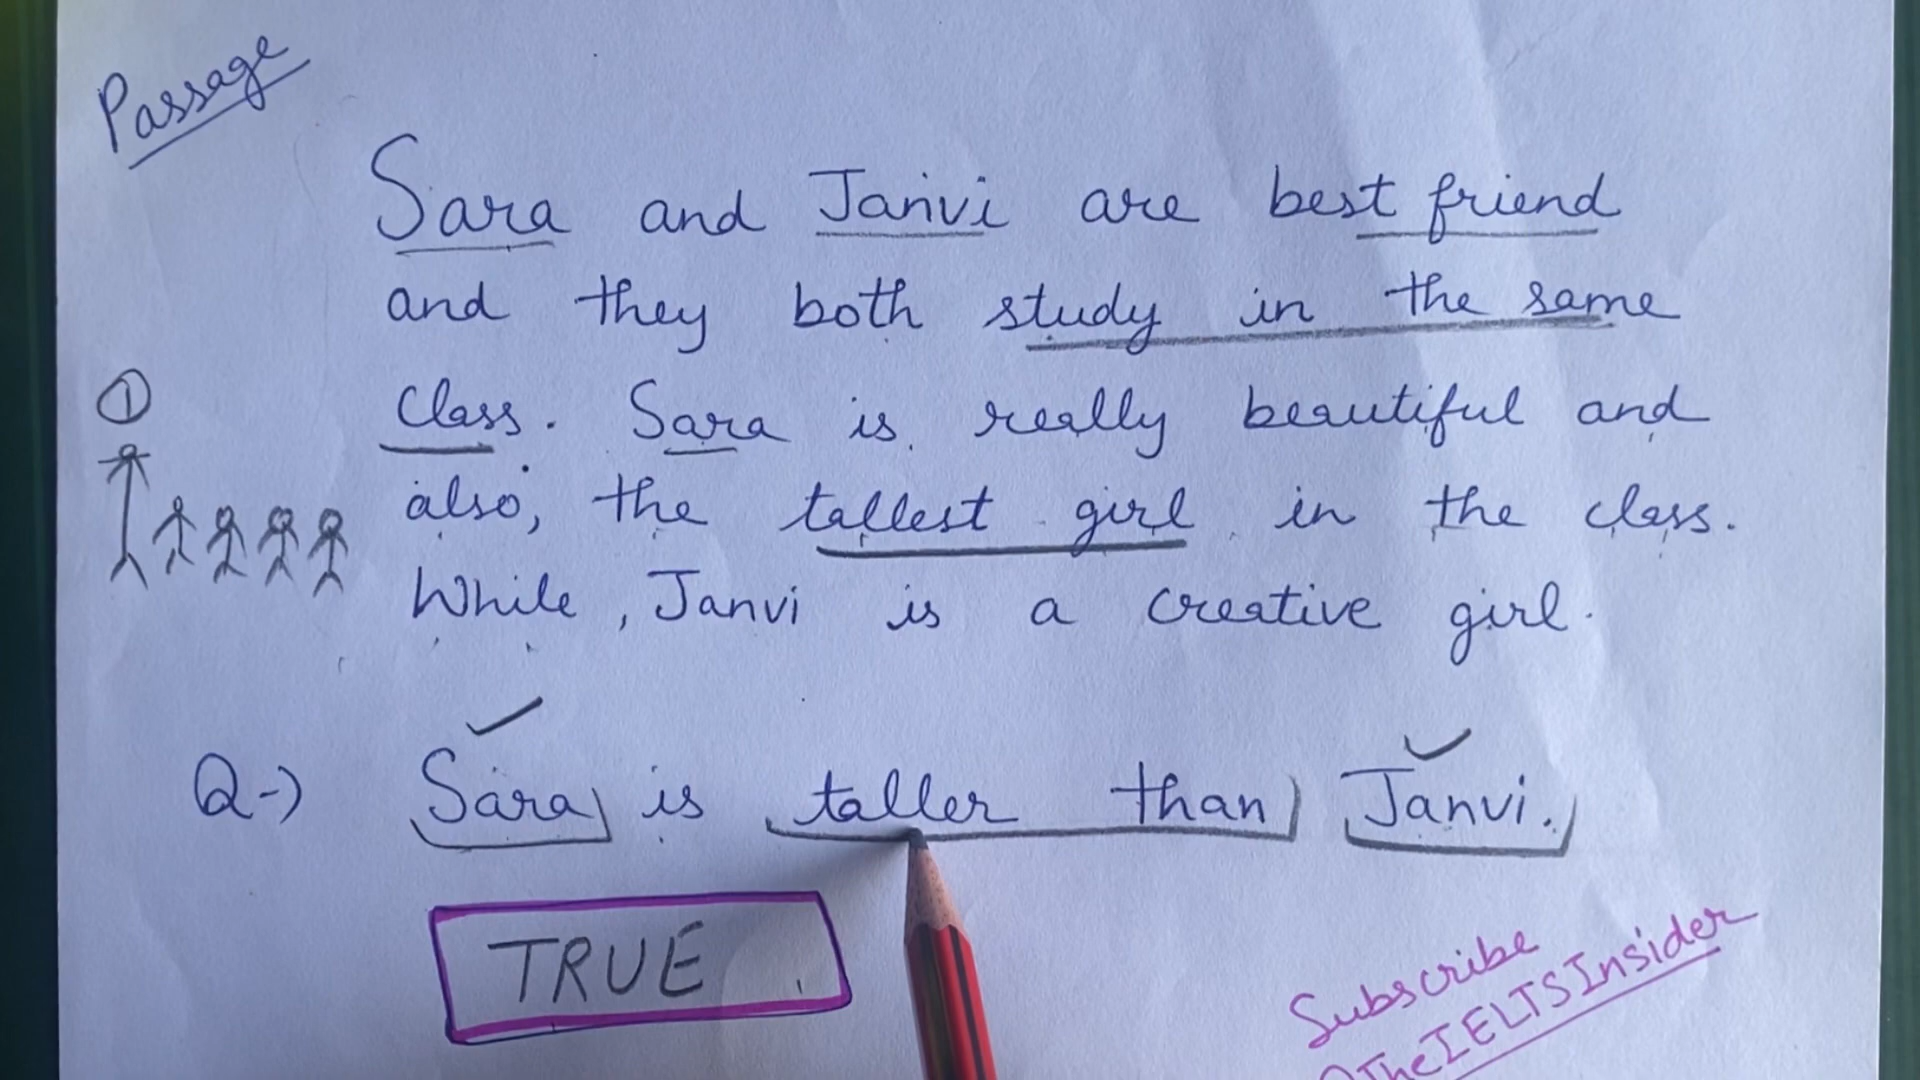 Passage
Sara and Janvi are best friend
and they both study in the same
class. Sara is really beautiful and
also, the tallest girl in the class.
While, Janvi is a creative girl.
1
Q→ Sara is taller than Janvi.
TRUE
Subscribe
@TheIELTSInsider